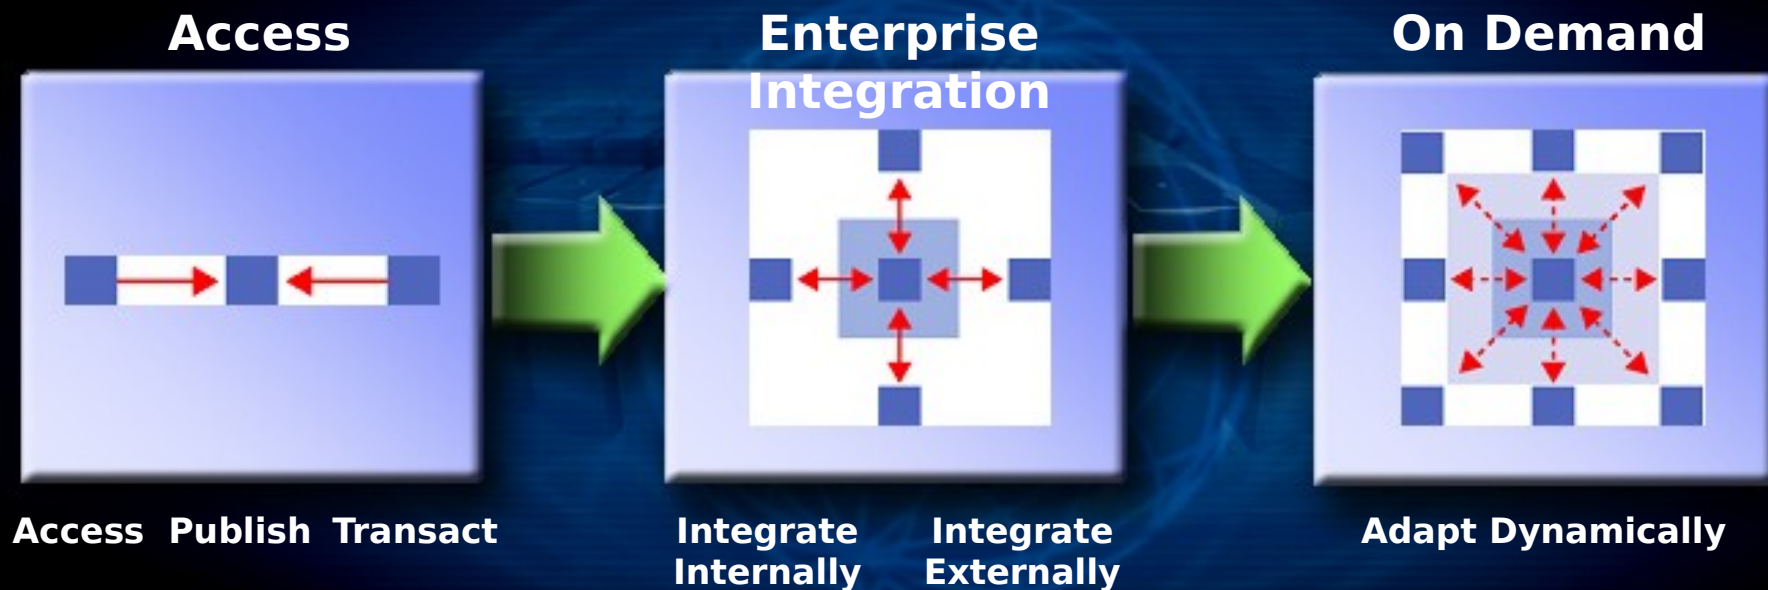 Access
Enterprise
Integration
On Demand
Access Publish Transact
Integrate
Internally
Integrate
Externally
Adapt Dynamically